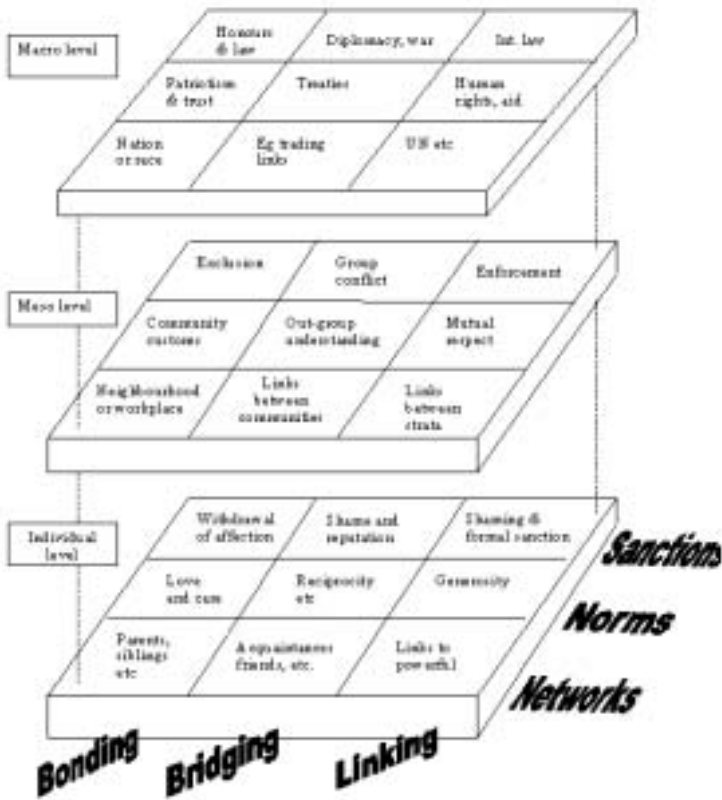 Honours
& law
Diplomacy, war
Int. law
Macro level
Patriotism
& trust
Treaties
Human
rights, aid
Nation
or race
Eg trading
links
UN etc
Exclusion
Group
conflict
Enforcement
Meso level
Community
customs
Out-group
understanding
Mutual
respect
Neighbourhood
or workplace
Links
between
communities
Links
between
strata
Withdrawal
of affection
Shame and
reputation
Shaming &
formal sanction
Individual
level
Sanctions
Love
and care
Reciprocity
etc
Generosity
Norms
Parents,
siblings
etc
Acquaintances
friends, etc.
Links to
powerful
Networks
Bonding
Bridging
Linking